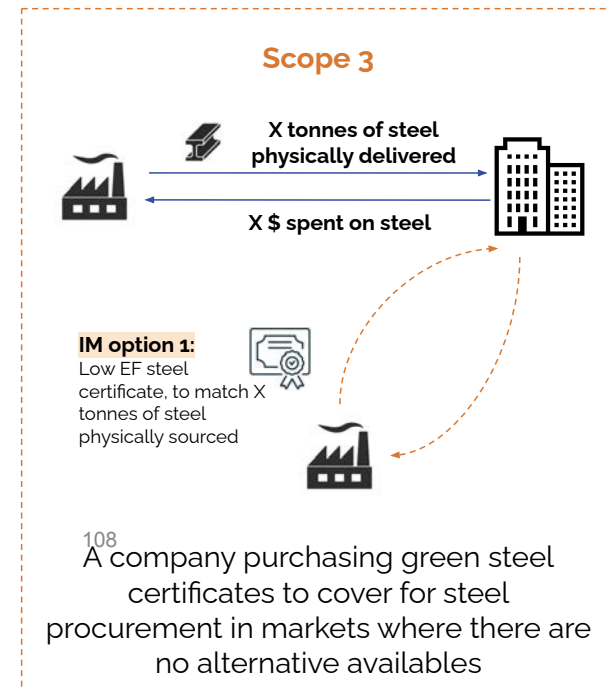 Scope 3
X tonnes of steel
physically delivered
X $ spent on steel
IM option 1:
Low EF steel
certificate, to match X
tonnes of steel
physically sourced
108
A company purchasing green steel
certificates to cover for steel
procurement in markets where there are
no alternative availables